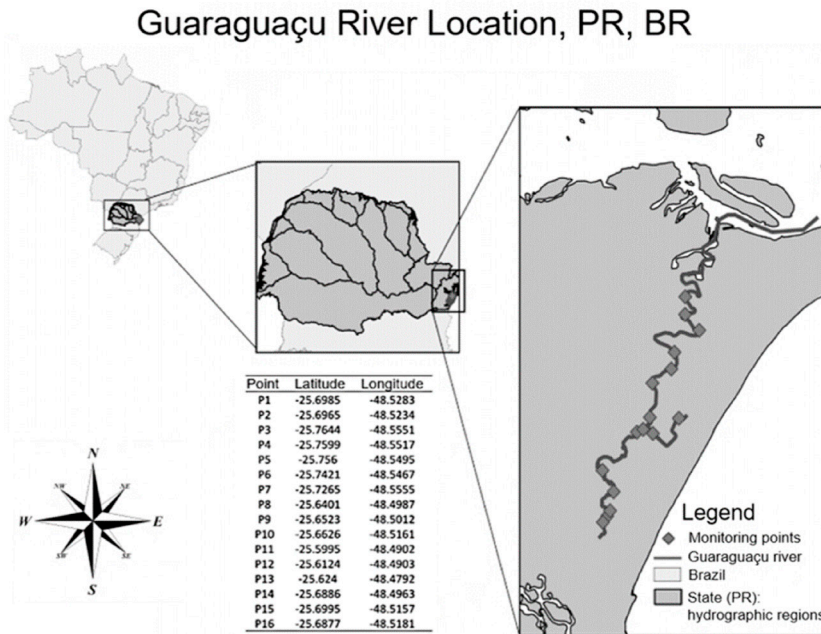 Guaraguaçu River Location, PR, BR
Point Latitude Longitude
P1 -25.6985 -48.5283
P2 -25.6965 -48.5234
P3 -25.7644 -48.5551
P4 -25.7599 -48.5517
P5 -25.756 -48.5495
P6 -25.7421 -48.5467
P7 -25.7265 -48.5555
P8 -25.6401 -48.4987
P9 -25.6523 -48.5012
P10 -25.6626 -48.5161
P11 -25.5995 -48.4902
P12 -25.6124 -48.4903
P13 -25.624 -48.4792
P14 -25.6886 -48.4963
P15 -25.6995 -48.5157
P16 -25.6877 -48.5181
N
NW NE
W E
SW SE
S
Legend
Monitoring points
Guaraguaçu river
Brazil
State (PR):
hydrographic regions